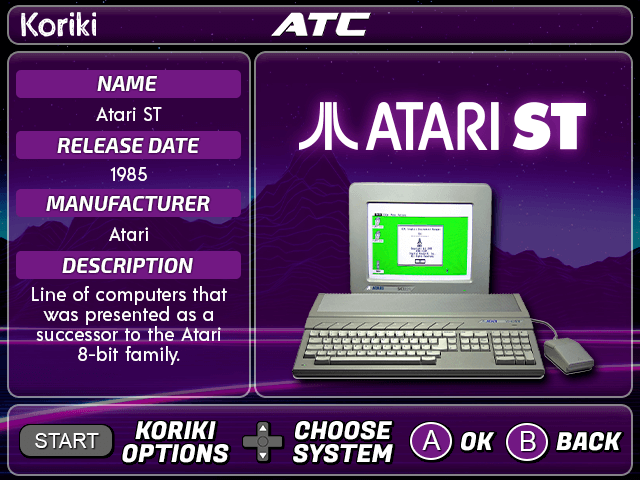 Koriki
ATC
NAME
Atari ST
RELEASE DATE
1985
MANUFACTURER
Atari
DESCRIPTION
Line of computers that
was presented as a
successor to the Atari
8-bit family.
ATARI ST
START
KORIKI
OPTIONS
CHOOSE
SYSTEM
A OK
B BACK